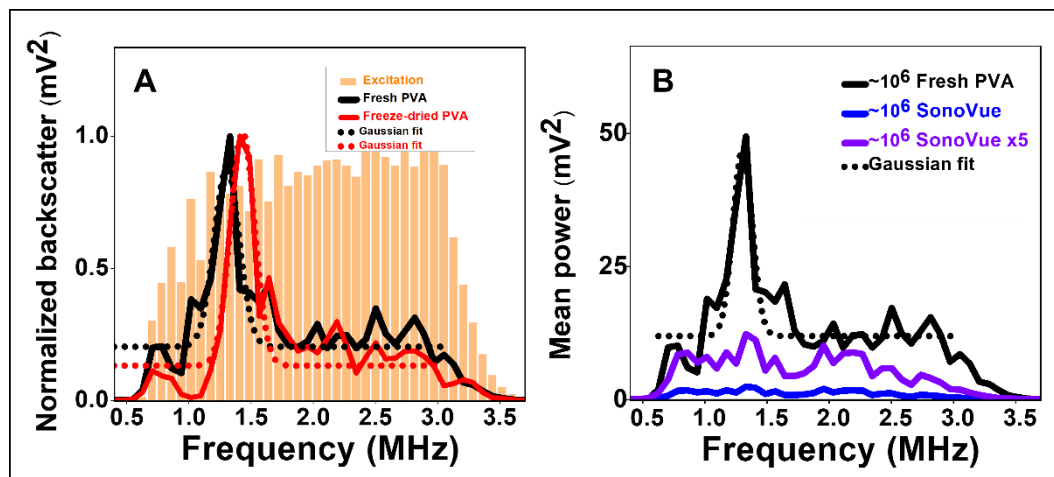 A
Excitation
Fresh PVA
Freeze-dried PVA
Gaussian fit
Gaussian fit
Normalized backscatter (mV²)
1.0
0.5
0.0
0.5 1.0 1.5 2.0 2.5 3.0 3.5
Frequency (MHz)
B
~10⁶ Fresh PVA
~10⁶ SonoVue
~10⁶ SonoVue x5
Gaussian fit
Mean power (mV²)
50
25
0
0.5 1.0 1.5 2.0 2.5 3.0 3.5
Frequency (MHz)